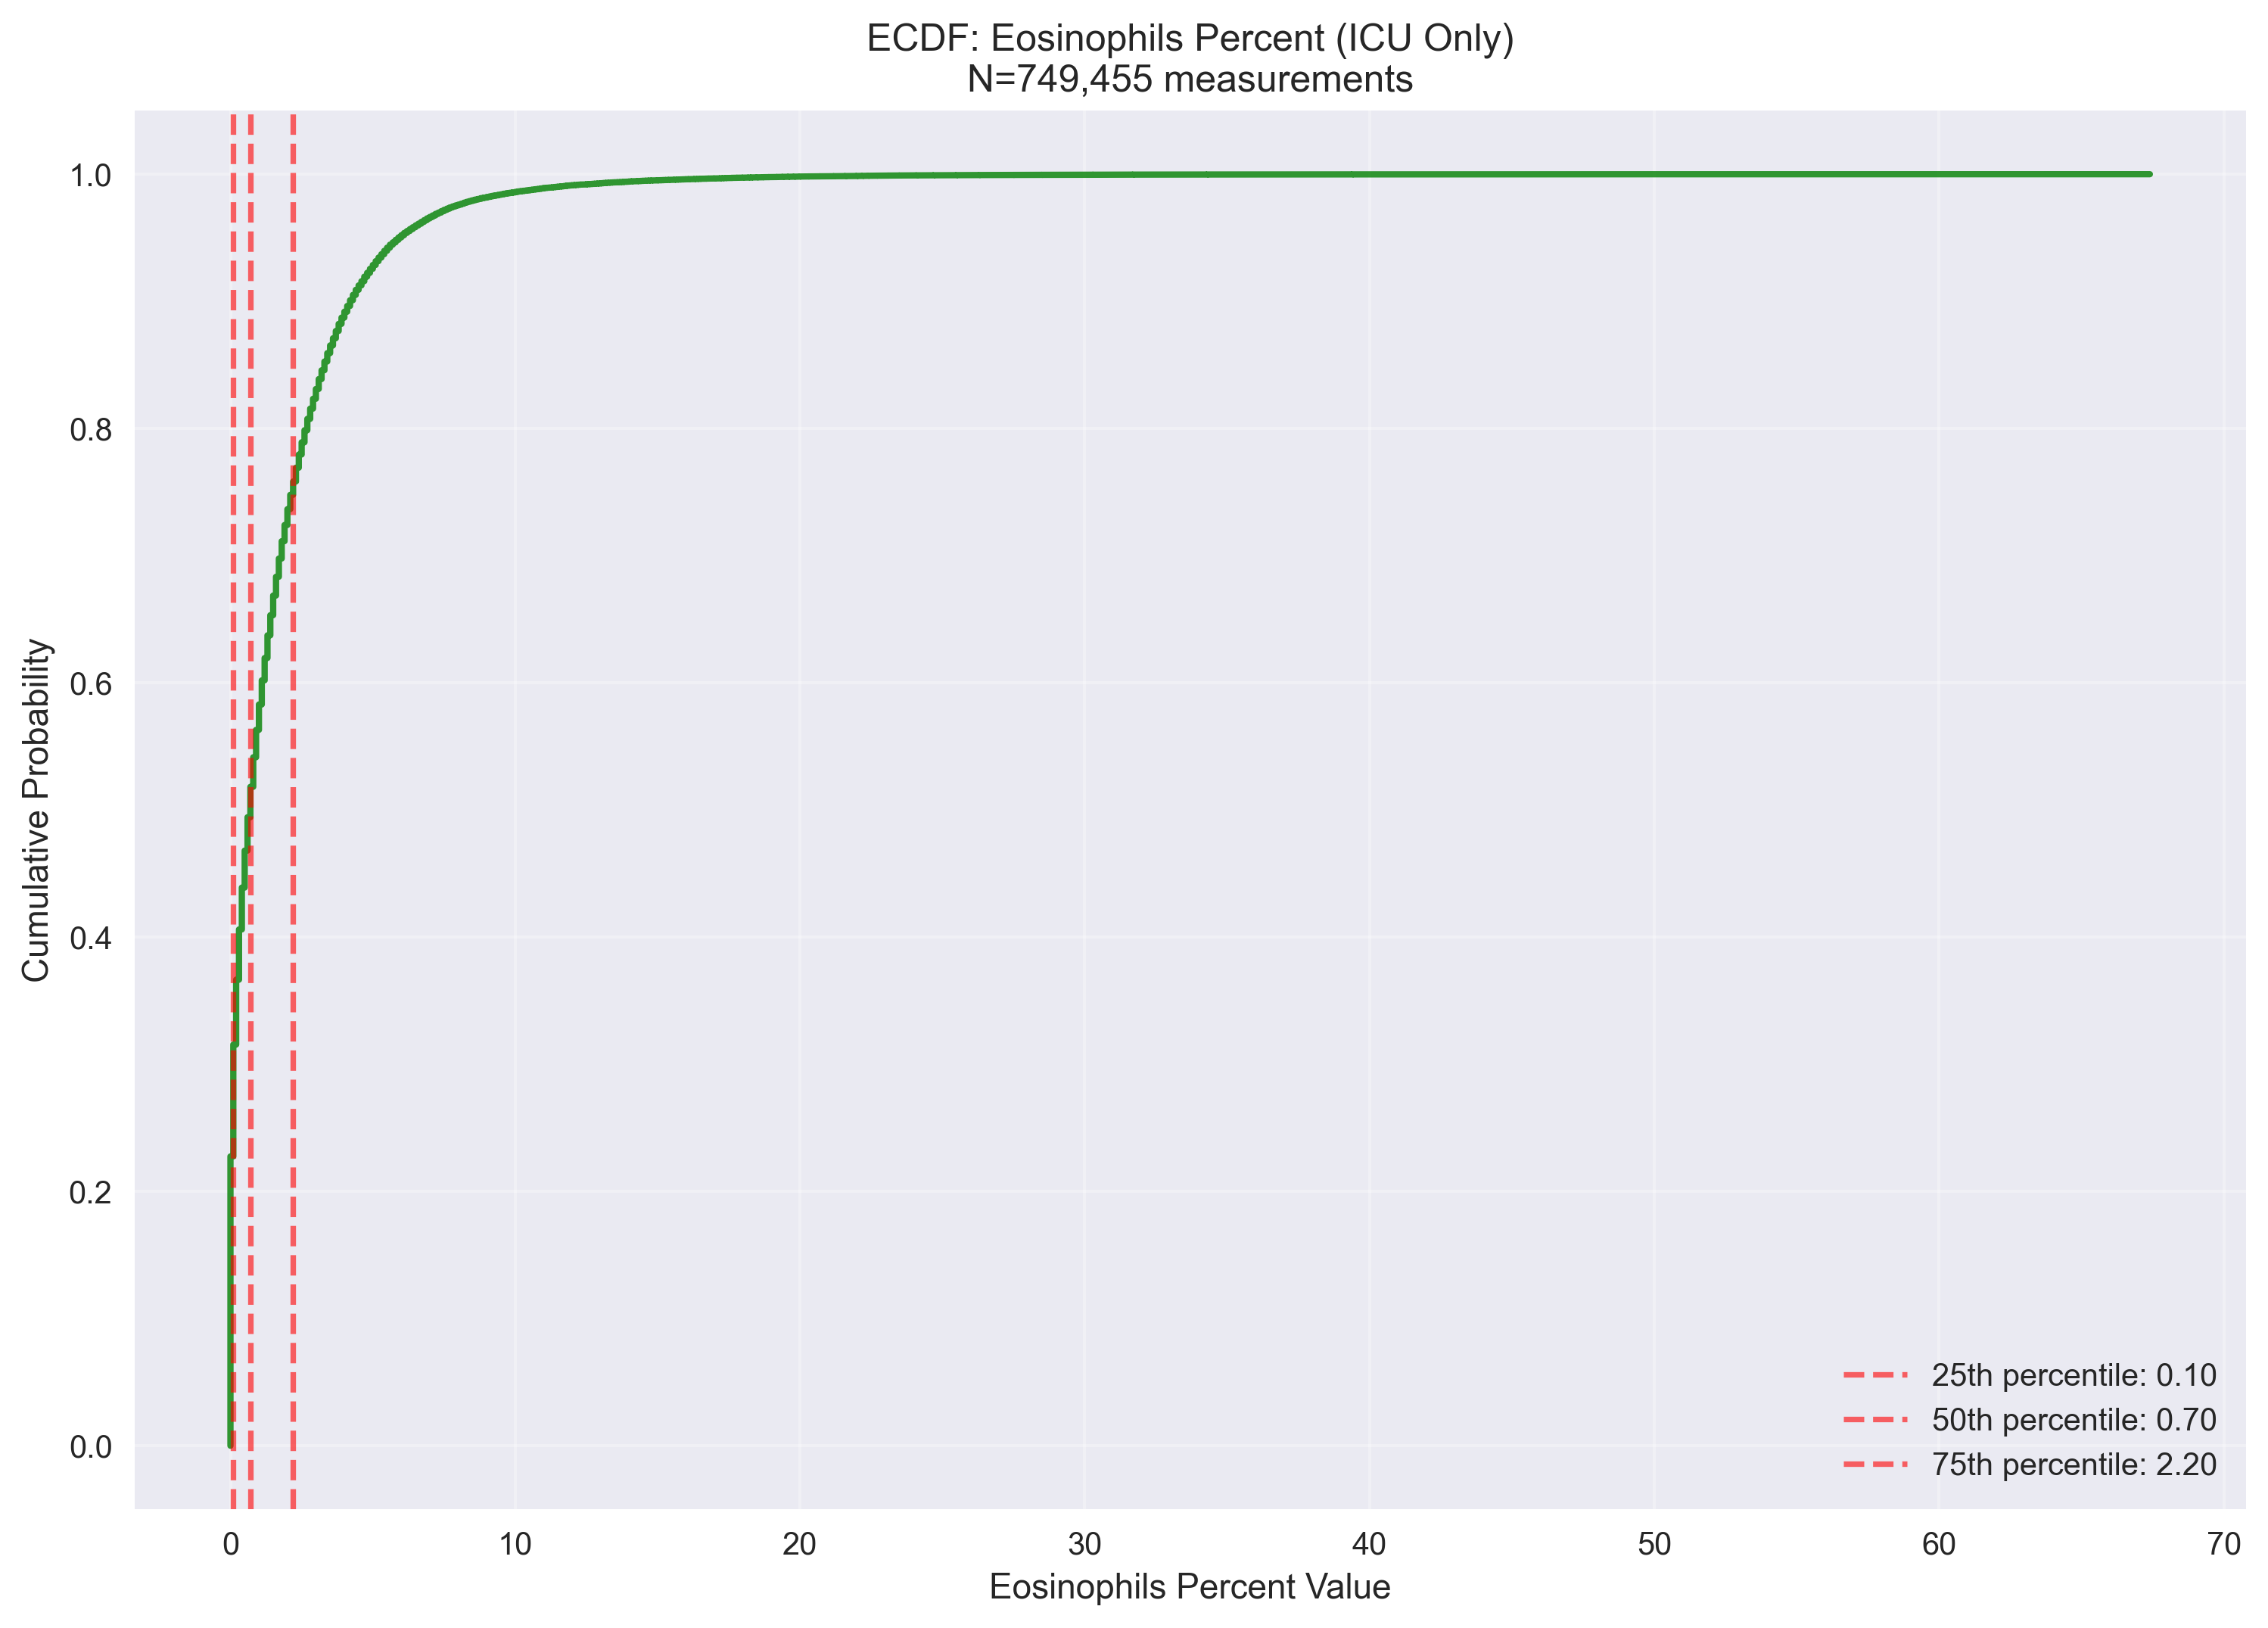 ECDF: Eosinophils Percent (ICU Only)
N=749,455 measurements
Cumulative Probability
1.0
0.8
0.6
0.4
0.2
0.0
0 10 20 30 40 50 60 70
Eosinophils Percent Value
25th percentile: 0.10
50th percentile: 0.70
75th percentile: 2.20